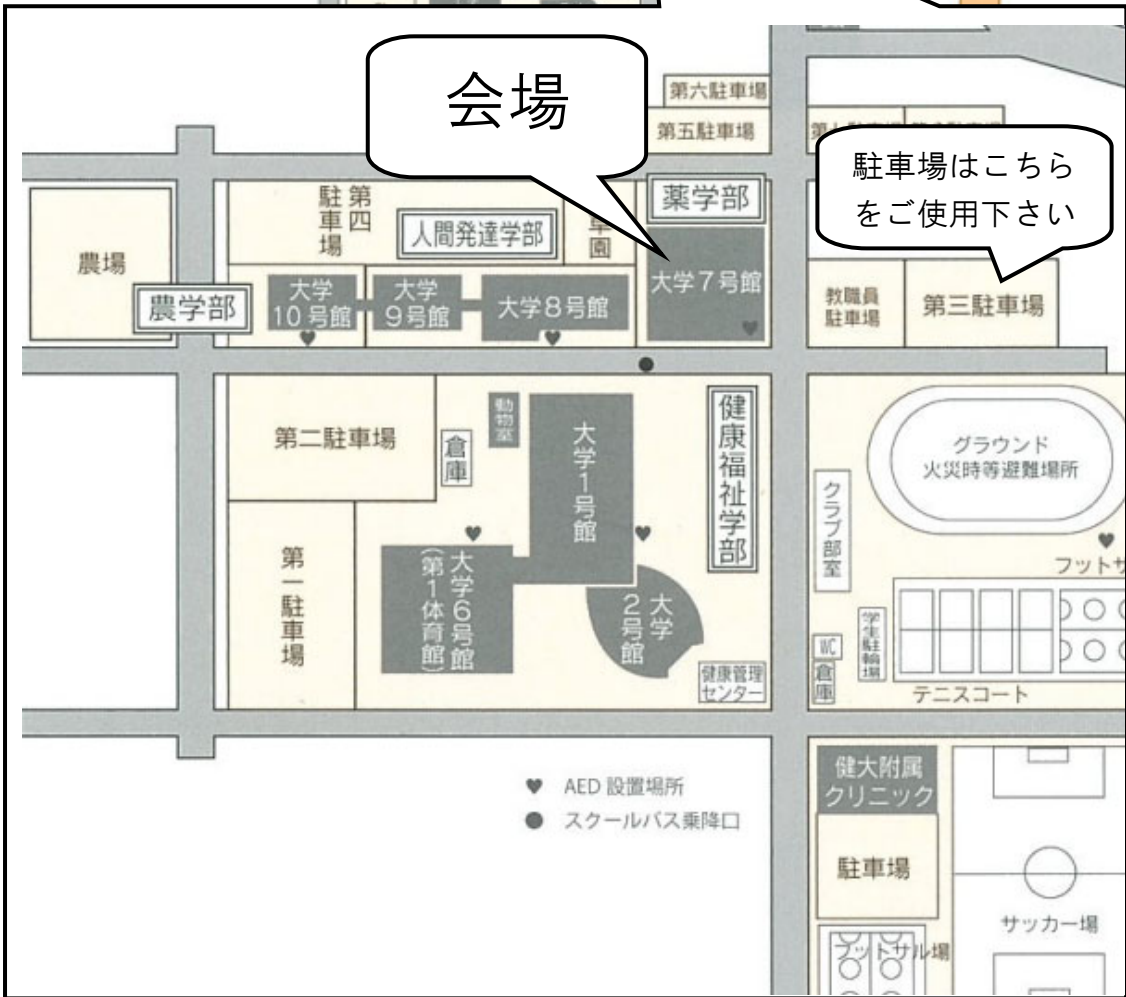 会場
第六駐車場
第五駐車場
駐車場はこちら
をご使用下さい
第四
駐車場
人間発達学部
薬学部
農場
農学部
大学
10号館
大学
9号館
大学8号館
大学7号館
教職員
駐車場
第三駐車場
第二駐車場
倉庫
動物室
大学1号館
健康福祉学部
グラウンド
火災時等避難場所
クラブ部室
フットサ
第一駐車場
大学6号館
(第1体育館)
大学
2号館
健康管理
センター
学生駐輪場
WC
倉庫
テニスコート
♥ AED 設置場所
● スクールバス乗降口
健大附属
クリニック
駐車場
サッカー場
フットサル場